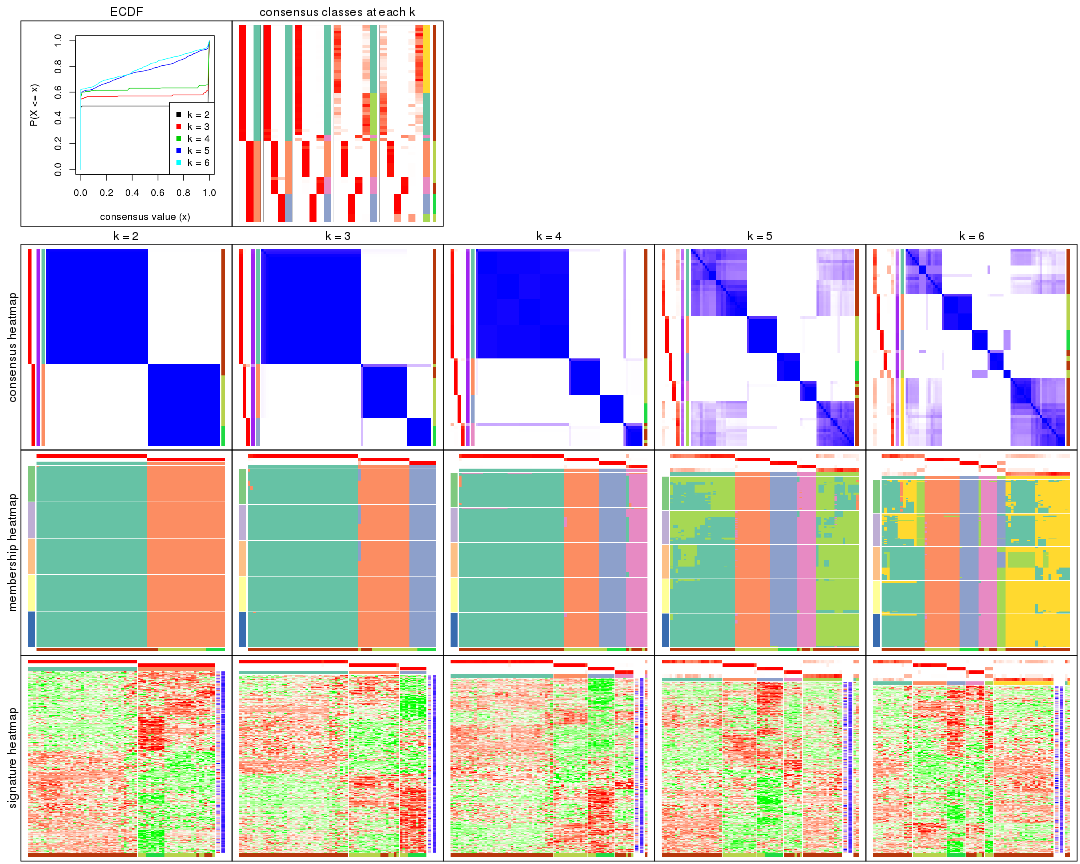 ECDF
consensus classes at each k
P(X <= x)
0.0 0.2 0.4 0.6 0.8 1.0
k = 2
k = 3
k = 4
k = 5
k = 6
0.0 0.2 0.4 0.6 0.8 1.0
consensus value (x)
k = 2 k = 3 k = 4 k = 5 k = 6
consensus heatmap
membership heatmap
signature heatmap